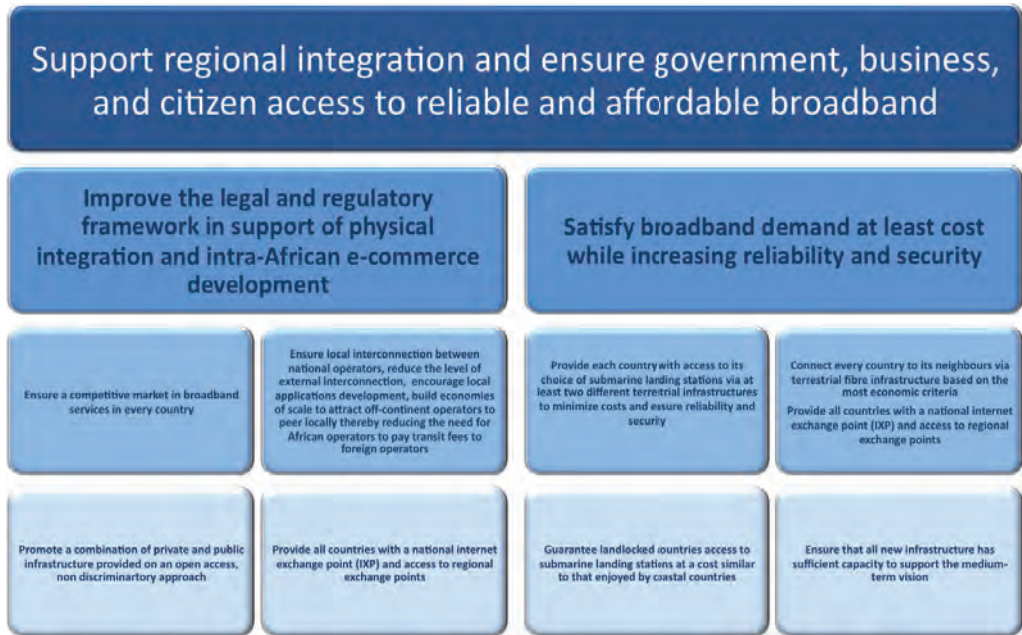 Support regional integration and ensure government, business,
and citizen access to reliable and affordable broadband
Improve the legal and regulatory
framework in support of physical
integration and intra-African e-commerce
development
Satisfy broadband demand at least cost
while increasing reliability and security
Ensure a competitive market in broadband
services in every country
Ensure local interconnection between
national operators, reduce the level of
external interconnection, encourage local
applications development, build economies
of scale to attract off-continent operators to
peer locally thereby reducing the need for
African operators to pay transit fees to
foreign operators
Provide each country with access to its
choice of submarine landing stations via at
least two different terrestrial infrastructures
to minimize costs and esure reliability and
security
Connect every country to its neighbours via
terrestrial fibre infrastructure based on the
most economic criteria
Provide all countries with a national internet
exchange point (IXP) and access to regional
exchange points
Promote a combination of private and public
infrastructure provided on an open access,
non discriminartory approach
Provide all countries with a national internet
exchange point (IXP) and access to regional
exchange points
Guarantee landlocked countries access to
submarine landing stations at a cost similar
to that enjoyed by coastal countries
Ensure that all new infrastructure has
sufficient capacity to support the medium-
term vision